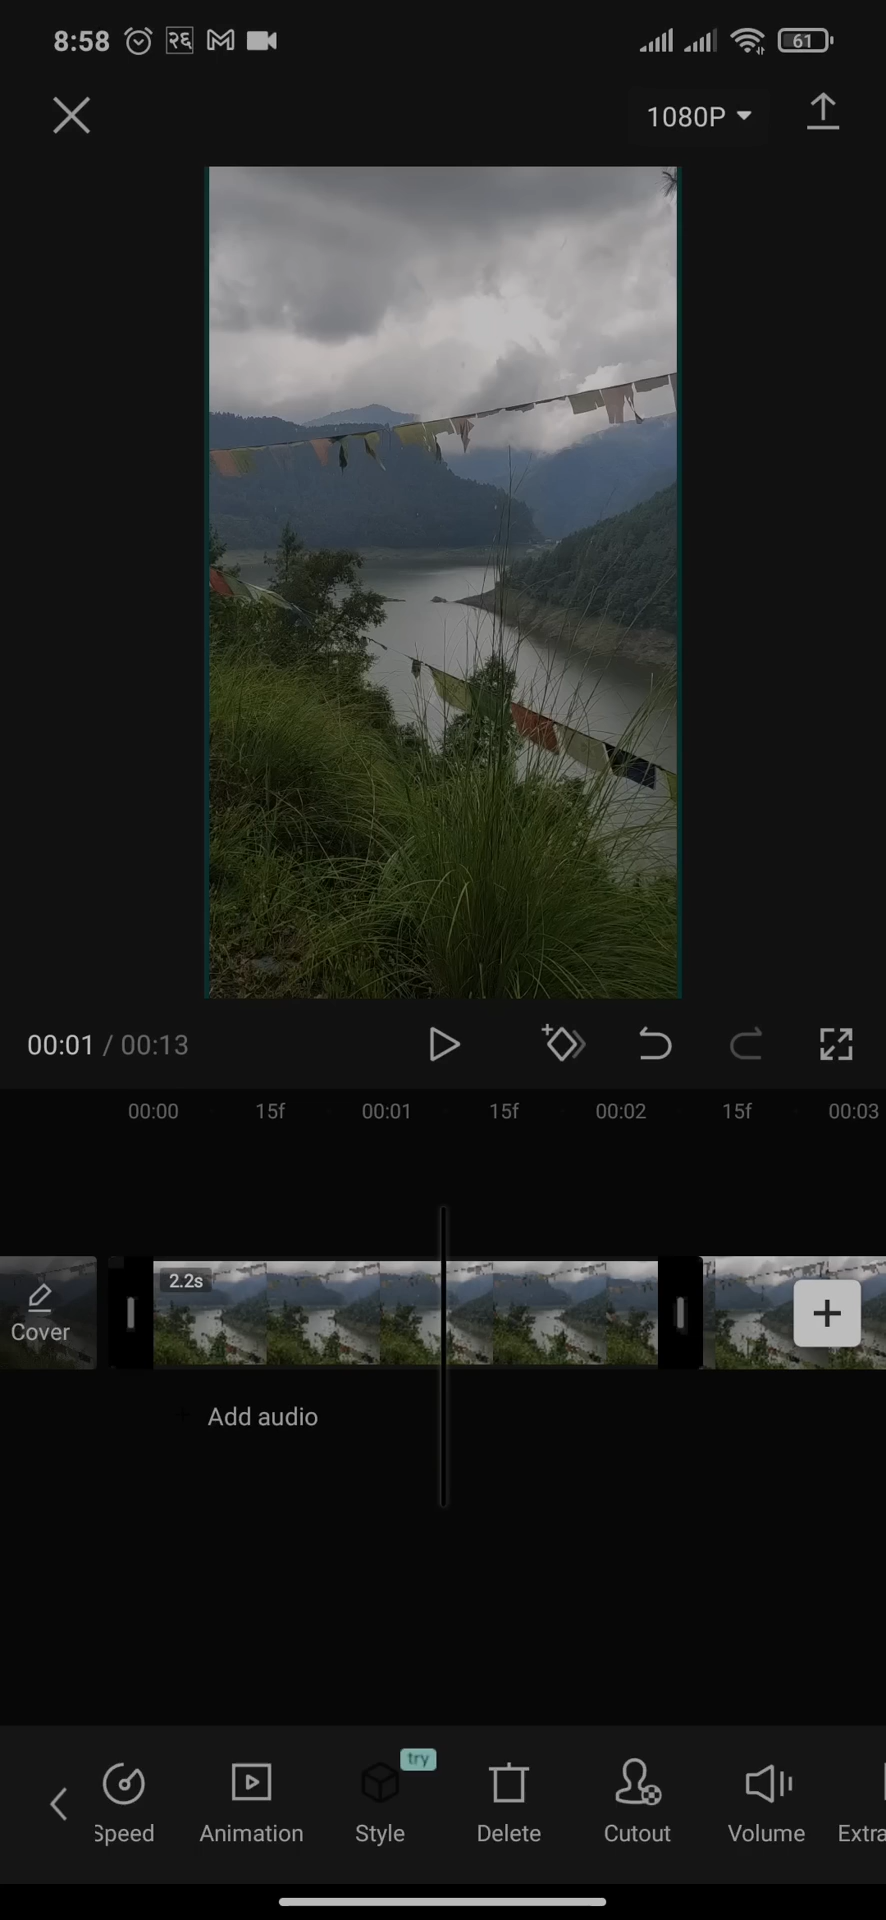 8:58 २६ 61
1080P
00:01 / 00:13
00:00 15f 00:01 15f 00:02 15f 00:03
2.2s
Cover
Add audio
try
Speed Animation Style Delete Cutout Volume Extra